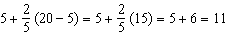 5 + 2/5 (20 − 5) = 5 + 2/5 (15) = 5 + 6 = 11